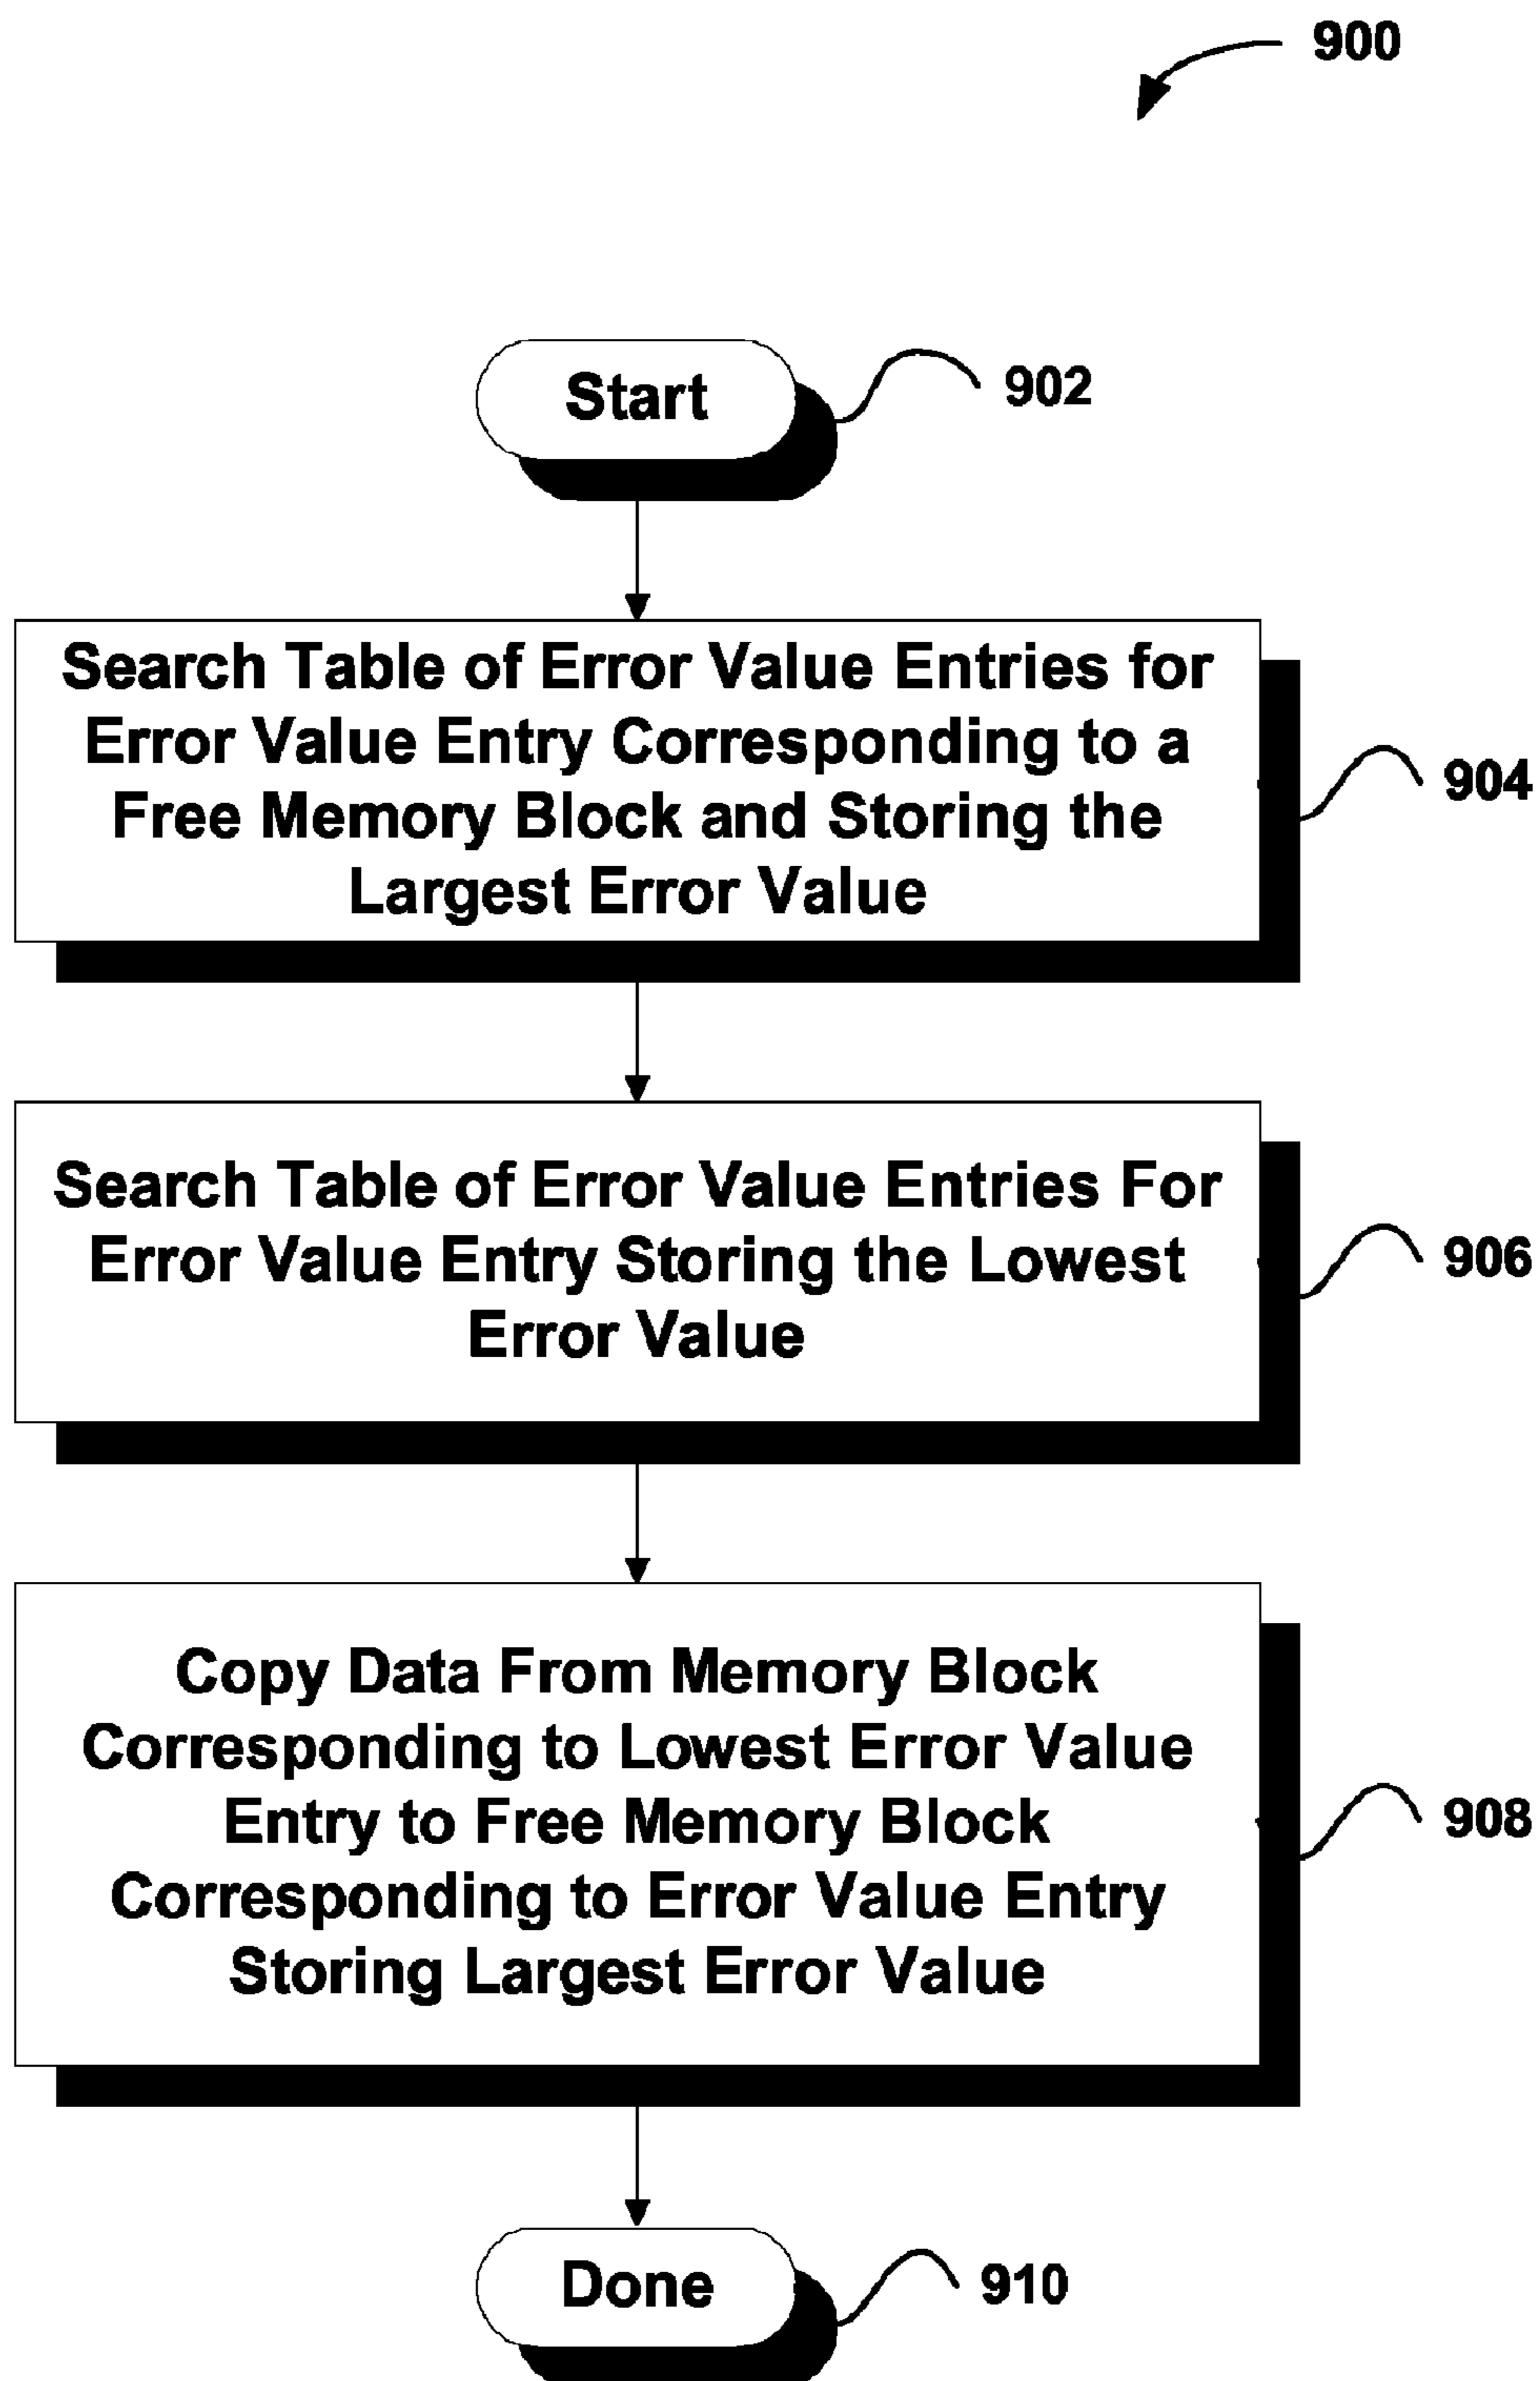 900
Start
902
Search Table of Error Value Entries for
Error Value Entry Corresponding to a
Free Memory Block and Storing the
Largest Error Value
904
Search Table of Error Value Entries For
Error Value Entry Storing the Lowest
Error Value
906
Copy Data From Memory Block
Corresponding to Lowest Error Value
Entry to Free Memory Block
Corresponding to Error Value Entry
Storing Largest Error Value
908
Done
910